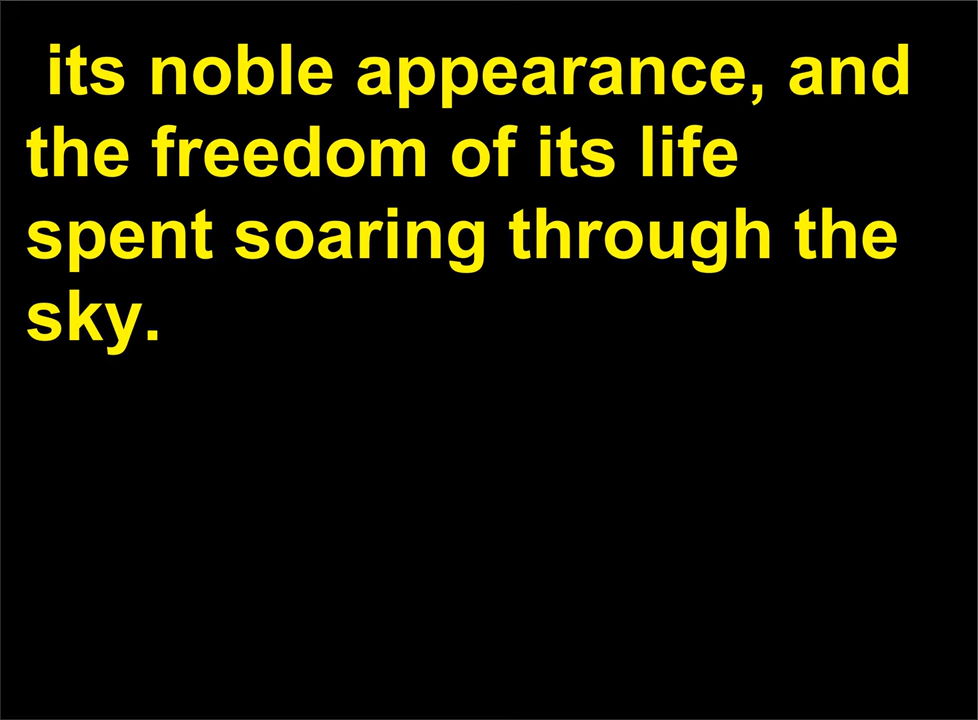 its noble appearance, and
the freedom of its life
spent soaring through the
sky.